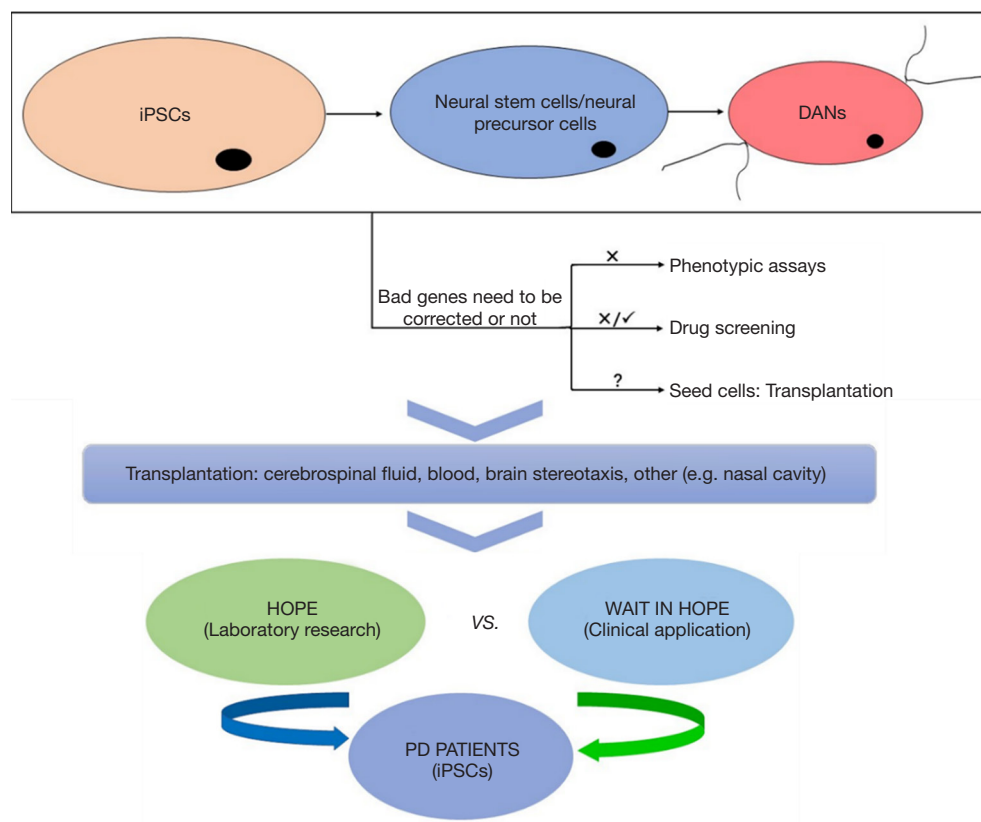 iPSCs
Neural stem cells/neural
precursor cells
DANs
Bad genes need to be
corrected or not
×
Phenotypic assays
×/✓
Drug screening
?
Seed cells: Transplantation
Transplantation: cerebrospinal fluid, blood, brain stereotaxis, other (e.g. nasal cavity)
HOPE
(Laboratory research)
VS.
WAIT IN HOPE
(Clinical application)
PD PATIENTS
(iPSCs)